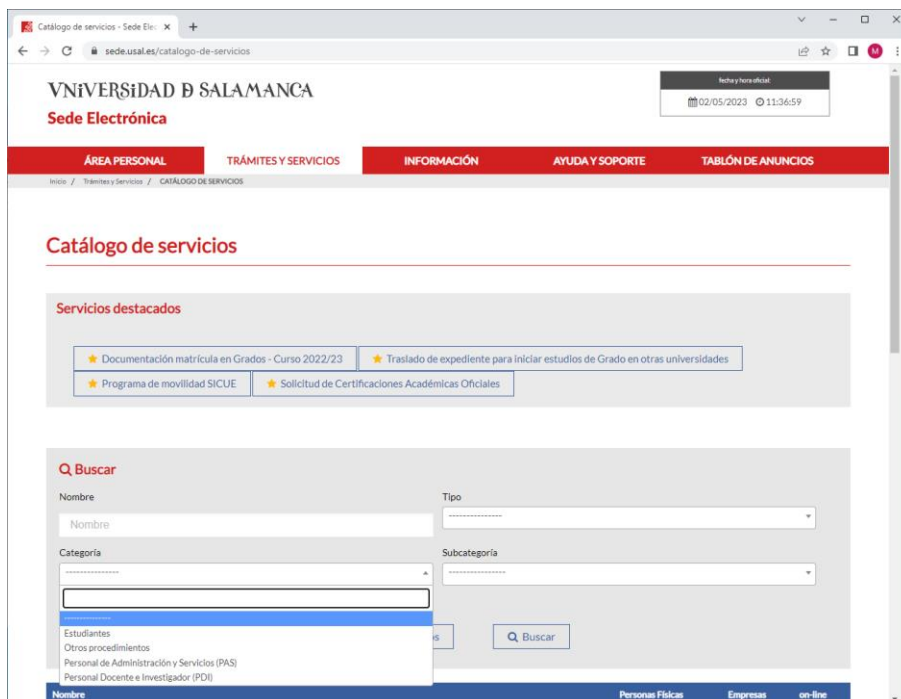 Catálogo de servicios - Sede Elec
sede.usal.es/catalogo-de-servicios
M
VNiVERSiDAD Ð SALAMANCA
Sede Electrónica
fecha y hora oficial:
02/05/2023 11:36:59
ÁREA PERSONAL TRÁMITES Y SERVICIOS INFORMACIÓN AYUDA Y SOPORTE TABLÓN DE ANUNCIOS
Inicio / Trámites y Servicios / CATÁLOGO DE SERVICIOS
Catálogo de servicios
Servicios destacados
Documentación matrícula en Grados - Curso 2022/23 Traslado de expediente para iniciar estudios de Grado en otras universidades
Programa de movilidad SICUE Solicitud de Certificaciones Académicas Oficiales
Buscar
Nombre Tipo
Nombre ---------------
Categoría Subcategoría
--------------- ---------------
---------------
Estudiantes
Otros procedimientos
Personal de Administración y Servicios (PAS)
Personal Docente e Investigador (PDI)
Buscar
Nombre Personas Físicas Empresas on-line